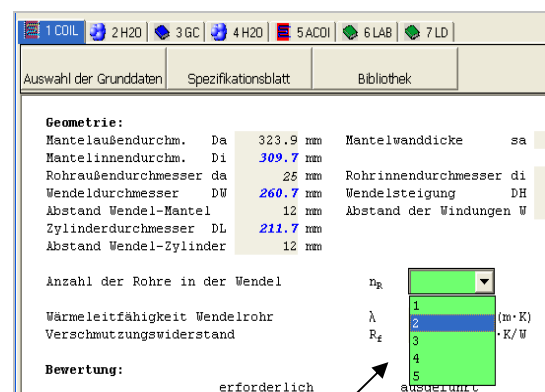 1 COIL 2 H2O 3 GC 4 H2O 5 ACOI 6 LAB 7 LD
Auswahl der Grunddaten Spezifikationsblatt Bibliothek
Geometrie:
Mantelaußendurchm. Da 323.9 mm Mantelwanddicke sa
Mantelinnendurchm. Di 309.7 mm
Rohraußendurchmesser da 25 mm Rohrinnendurchmesser di
Wendeldurchmesser DW 260.7 mm Wendelsteigung DH
Abstand Wendel-Mantel 12 mm Abstand der Windungen W
Zylinderdurchmesser DL 211.7 mm
Abstand Wendel-Zylinder 12 mm
Anzahl der Rohre in der Wendel nR
1
Wärmeleitfähigkeit Wendelrohr λ 2 (m·K)
Verschmutzungswiderstand Rf 3 ·K/W
4
Bewertung: 5
erforderlich ausgeführt